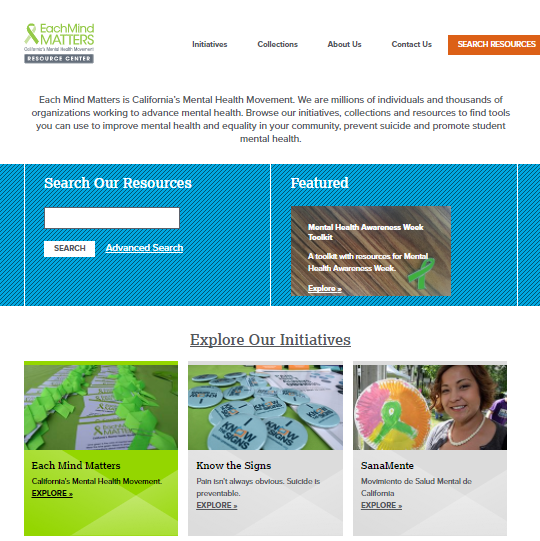 EachMind
MATTERS
California's Mental Health Movement
RESOURCE CENTER
Initiatives
Collections
About Us
Contact Us
SEARCH RESOURCES
Each Mind Matters is California's Mental Health Movement. We are millions of individuals and thousands of
organizations working to advance mental health. Browse our initiatives, collections and resources to find tools
you can use to improve mental health and equality in your community, prevent suicide and promote student
mental health.
Search Our Resources
SEARCH
Advanced Search
Featured
Mental Health Awareness Week
Toolkit
A toolkit with resources for Mental
Health Awareness Week.
Explore »
Explore Our Initiatives
MATTERS
I
KNOW
THE
SIGNS
Each Mind Matters
California's Mental Health Movement.
EXPLORE »
Know the Signs
Pain isn't always obvious. Suicide is
preventable.
EXPLORE »
SanaMente
Movimiento de Salud Mental de
California
EXPLORE »